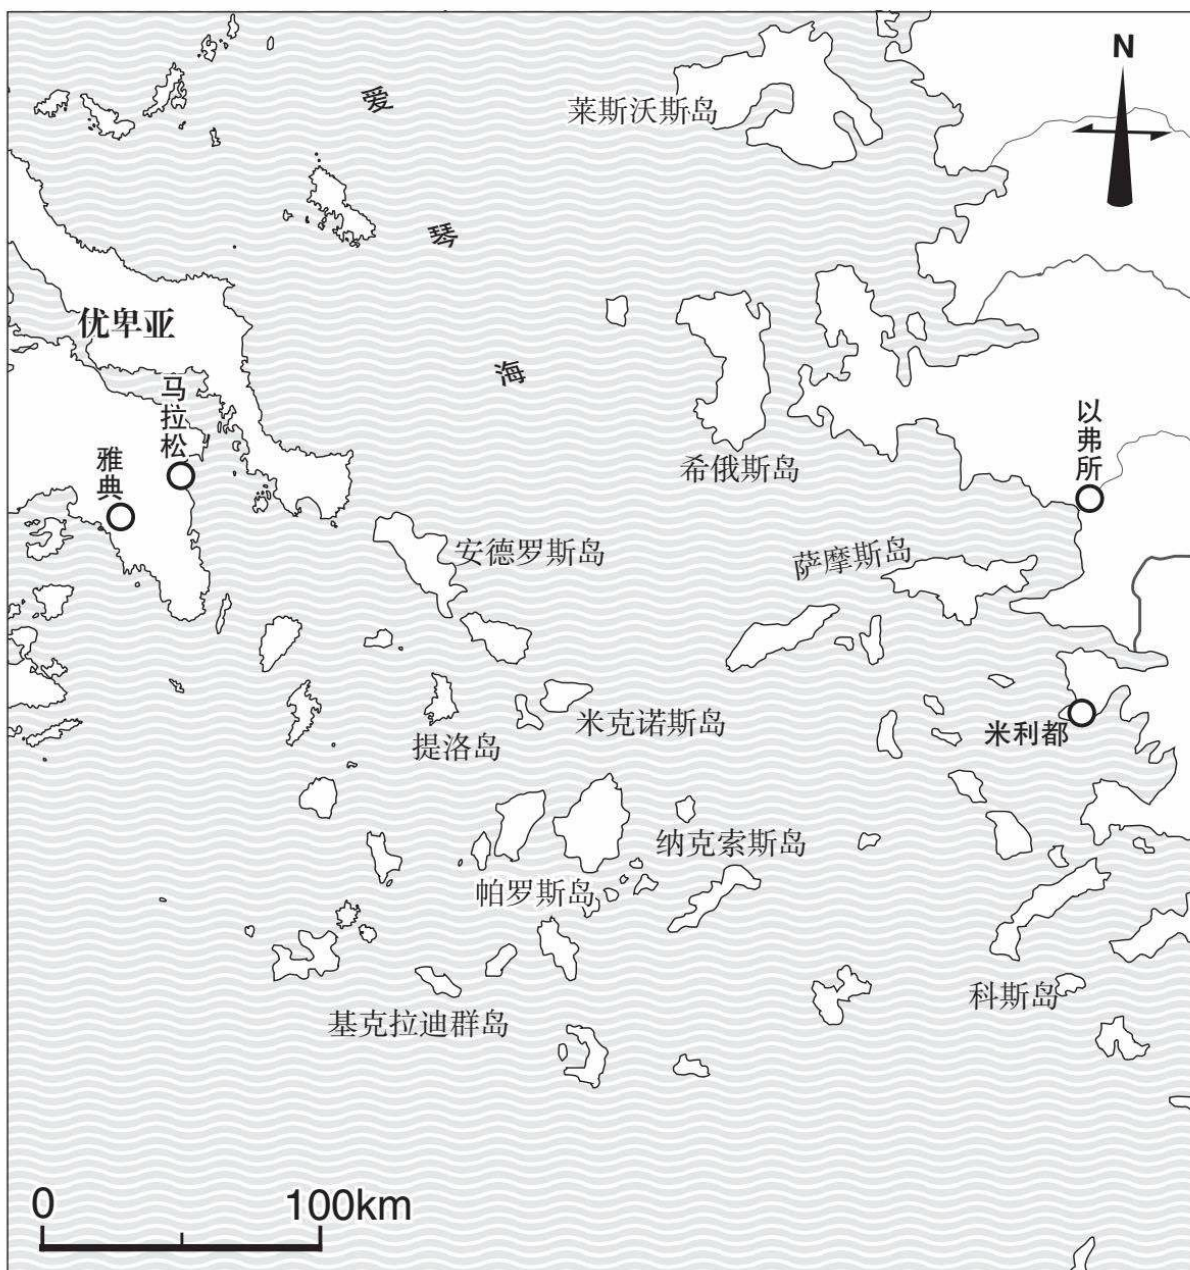 爱琴海
莱斯沃斯岛
N
优卑亚
马拉松
雅典
希俄斯岛
以弗所
安德罗斯岛
萨摩斯岛
提洛岛
米克诺斯岛
米利都
纳克索斯岛
帕罗斯岛
基克拉迪群岛
科斯岛
0
100km